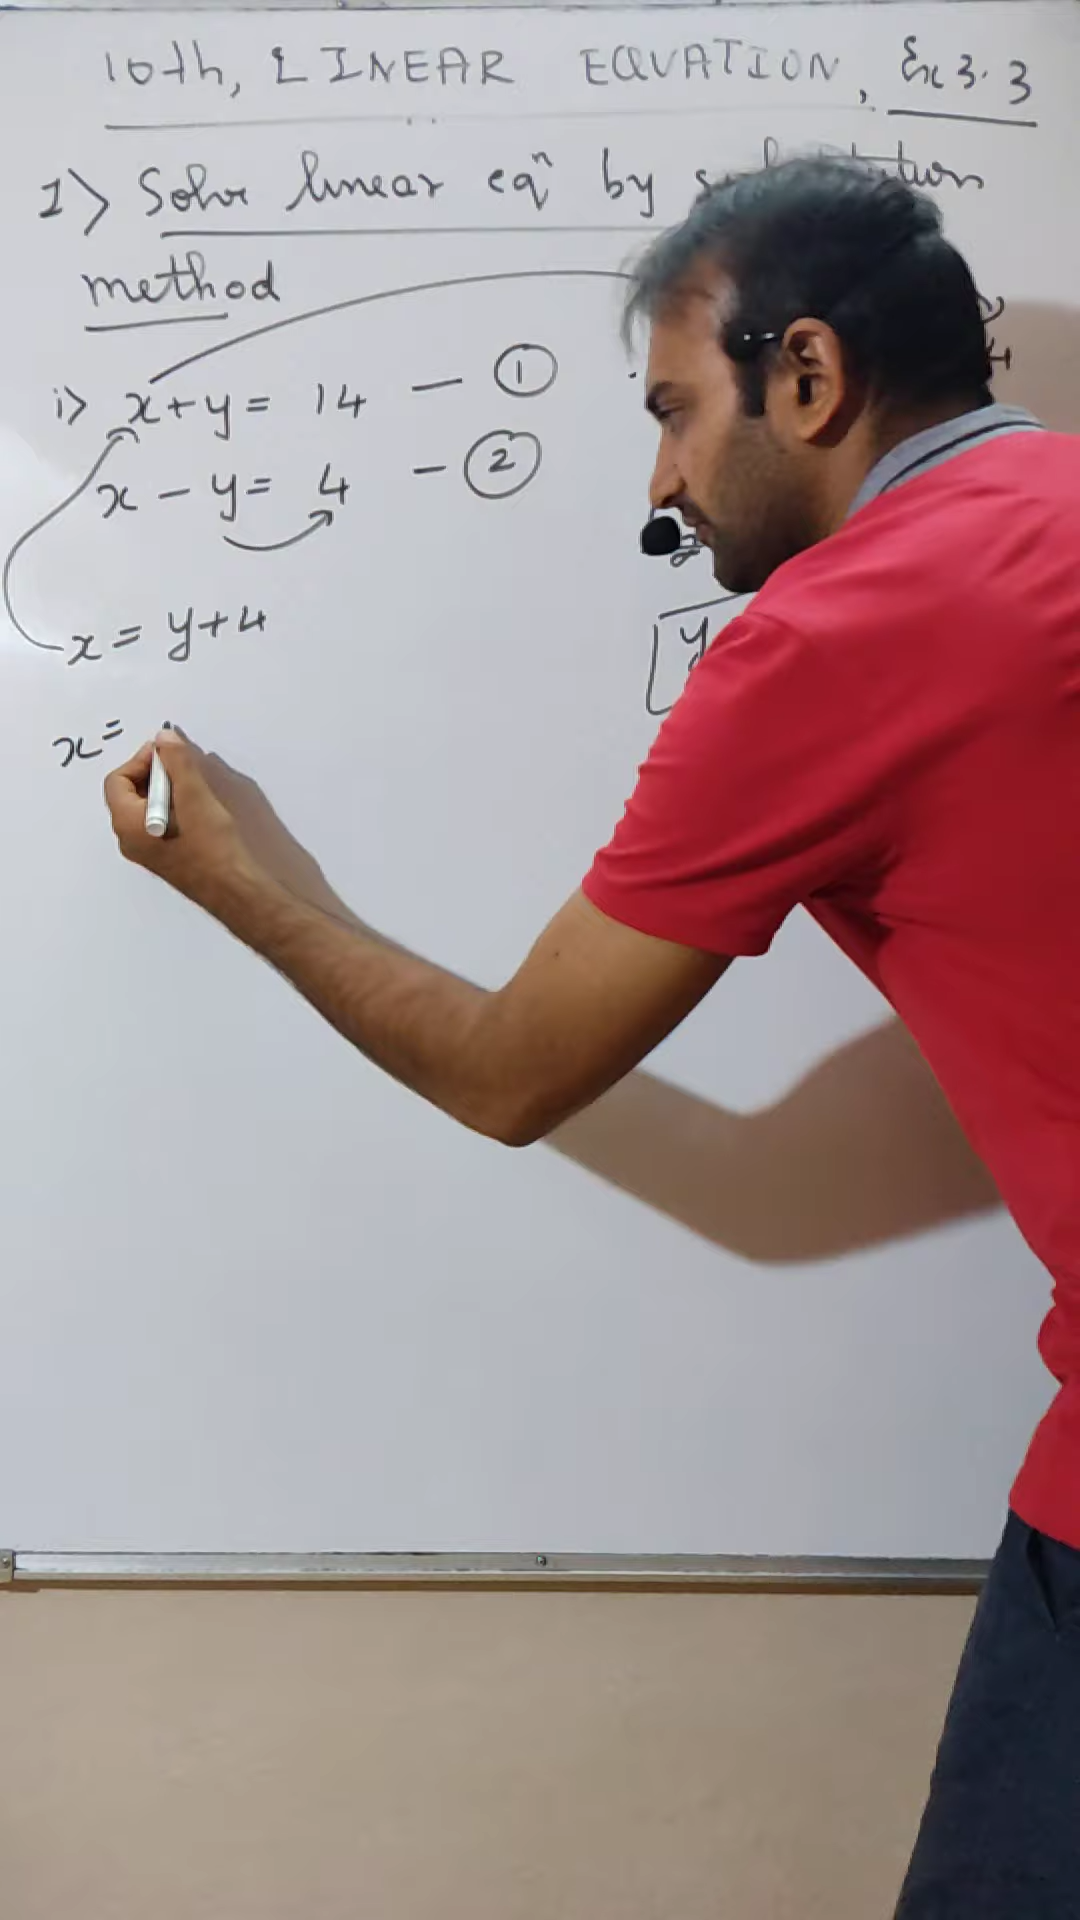 10th, LINEAR EQUATION, Ex 3.3
1) Solve linear eqⁿ by substitution
method
i) x+y= 14 — ①
x – y= 4 – ②
x = y+4
x =
y